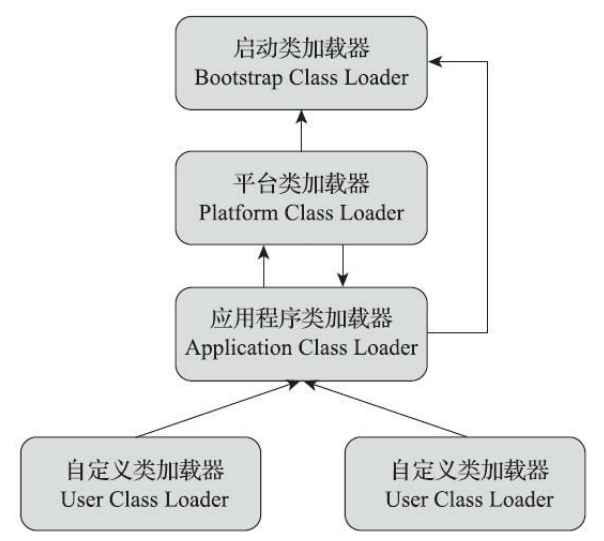 启动类加载器
Bootstrap Class Loader
平台类加载器
Platform Class Loader
应用程序类加载器
Application Class Loader
自定义类加载器
User Class Loader
自定义类加载器
User Class Loader